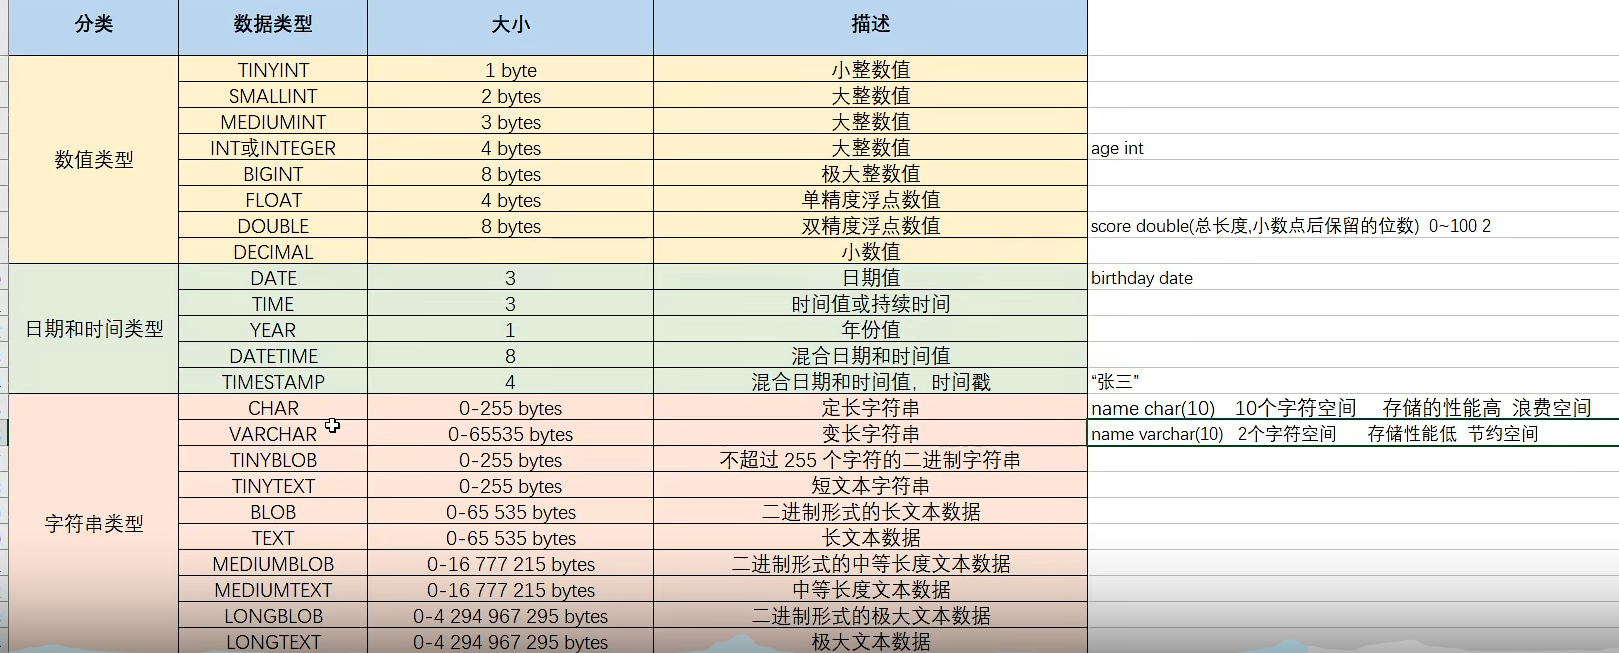 分类 数据类型 大小 描述
数值类型
TINYINT 1 byte 小整数值
SMALLINT 2 bytes 大整数值
MEDIUMINT 3 bytes 大整数值
INT或INTEGER 4 bytes 大整数值 age int
BIGINT 8 bytes 极大整数值
FLOAT 4 bytes 单精度浮点数值
DOUBLE 8 bytes 双精度浮点数值 score double(总长度,小数点后保留的位数) 0~100 2
DECIMAL 小数值
日期和时间类型
DATE 3 日期值 birthday date
TIME 3 时间值或持续时间
YEAR 1 年份值
DATETIME 8 混合日期和时间值
TIMESTAMP 4 混合日期和时间值，时间戳 “张三”
字符串类型
CHAR 0-255 bytes 定长字符串 name char(10) 10个字符空间 存储的性能高 浪费空间
VARCHAR 0-65535 bytes 变长字符串 name varchar(10) 2个字符空间 存储性能低 节约空间
TINYBLOB 0-255 bytes 不超过 255 个字符的二进制字符串
TINYTEXT 0-255 bytes 短文本字符串
BLOB 0-65 535 bytes 二进制形式的长文本数据
TEXT 0-65 535 bytes 长文本数据
MEDIUMBLOB 0-16 777 215 bytes 二进制形式的中等长度文本数据
MEDIUMTEXT 0-16 777 215 bytes 中等长度文本数据
LONGBLOB 0-4 294 967 295 bytes 二进制形式的极大文本数据
LONGTEXT 0-4 294 967 295 bytes 极大文本数据